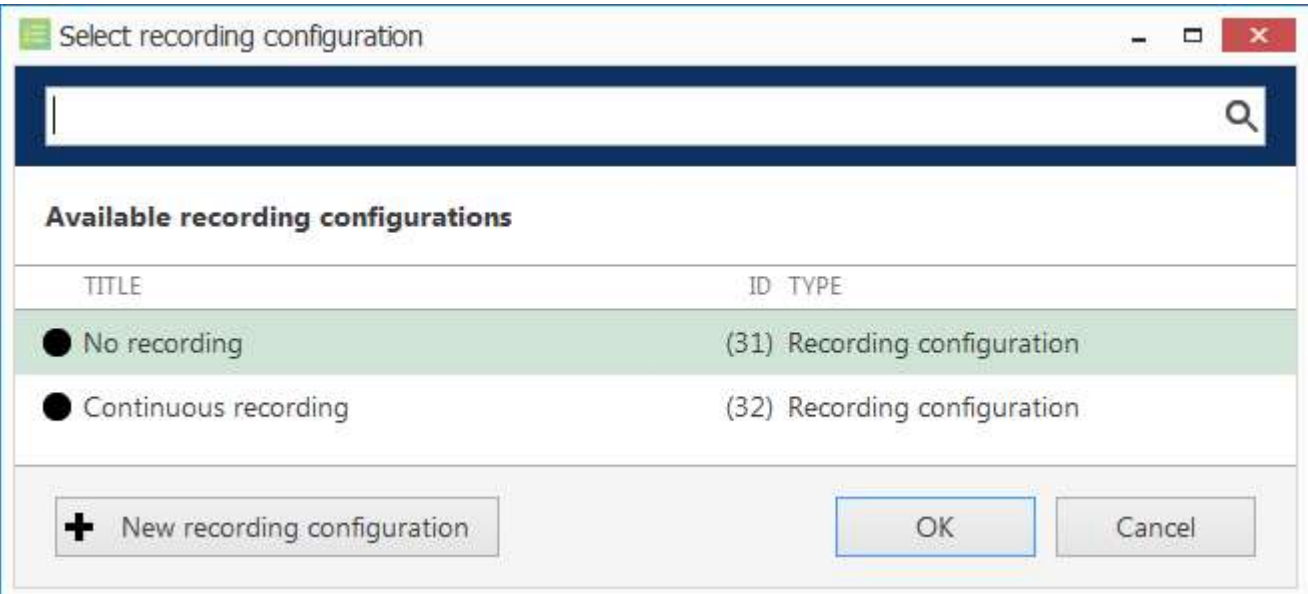 Select recording configuration
Available recording configurations
TITLE ID TYPE
No recording (31) Recording configuration
Continuous recording (32) Recording configuration
New recording configuration OK Cancel